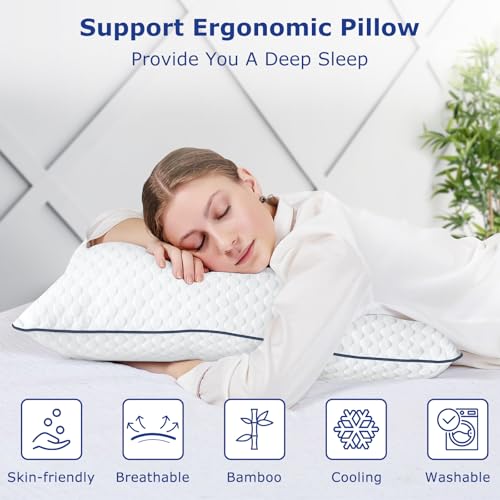 Support Ergonomic Pillow
Provide You A Deep Sleep
Skin-friendly
Breathable
Bamboo
Cooling
Washable